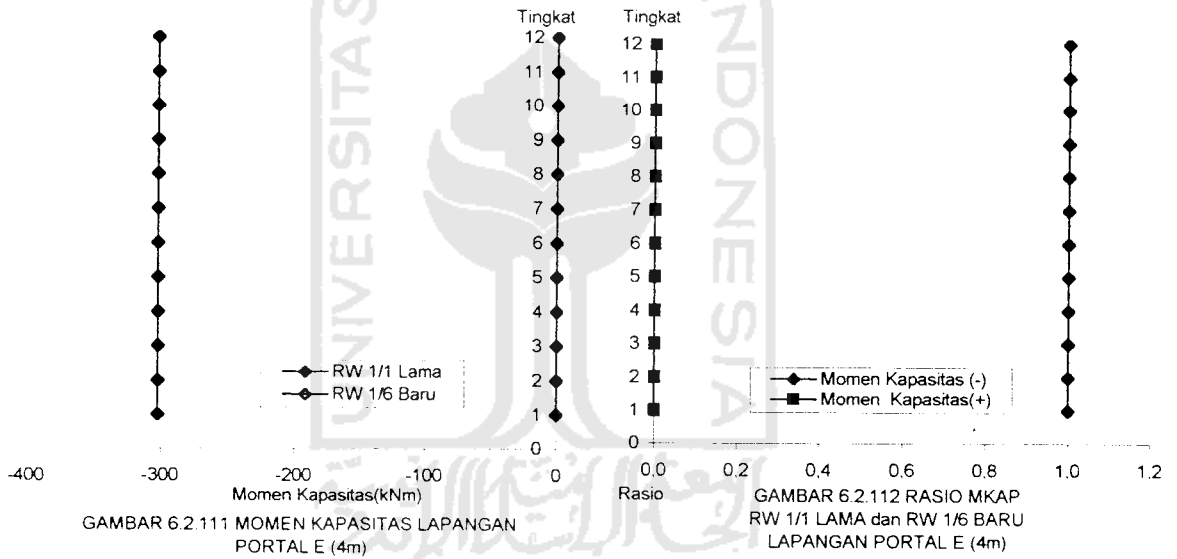 Tingkat
12
11
10
9
8
7
6
5
4
3
2
1
0
-400
-300
-200
-100
0
Momen Kapasitas(kNm)
RW 1/1 Lama
RW 1/6 Baru
GAMBAR 6.2.111 MOMEN KAPASITAS LAPANGAN
PORTAL E (4m)
Tingkat
12
11
10
9
8
7
6
5
4
3
2
1
0
0,0
0,2
0,4
0,6
0,8
1,0
1,2
Rasio
Momen Kapasitas (-)
Momen Kapasitas(+)
GAMBAR 6.2.112 RASIO MKAP
RW 1/1 LAMA dan RW 1/6 BARU
LAPANGAN PORTAL E (4m)
UNIVERSITAS
INDONESIA